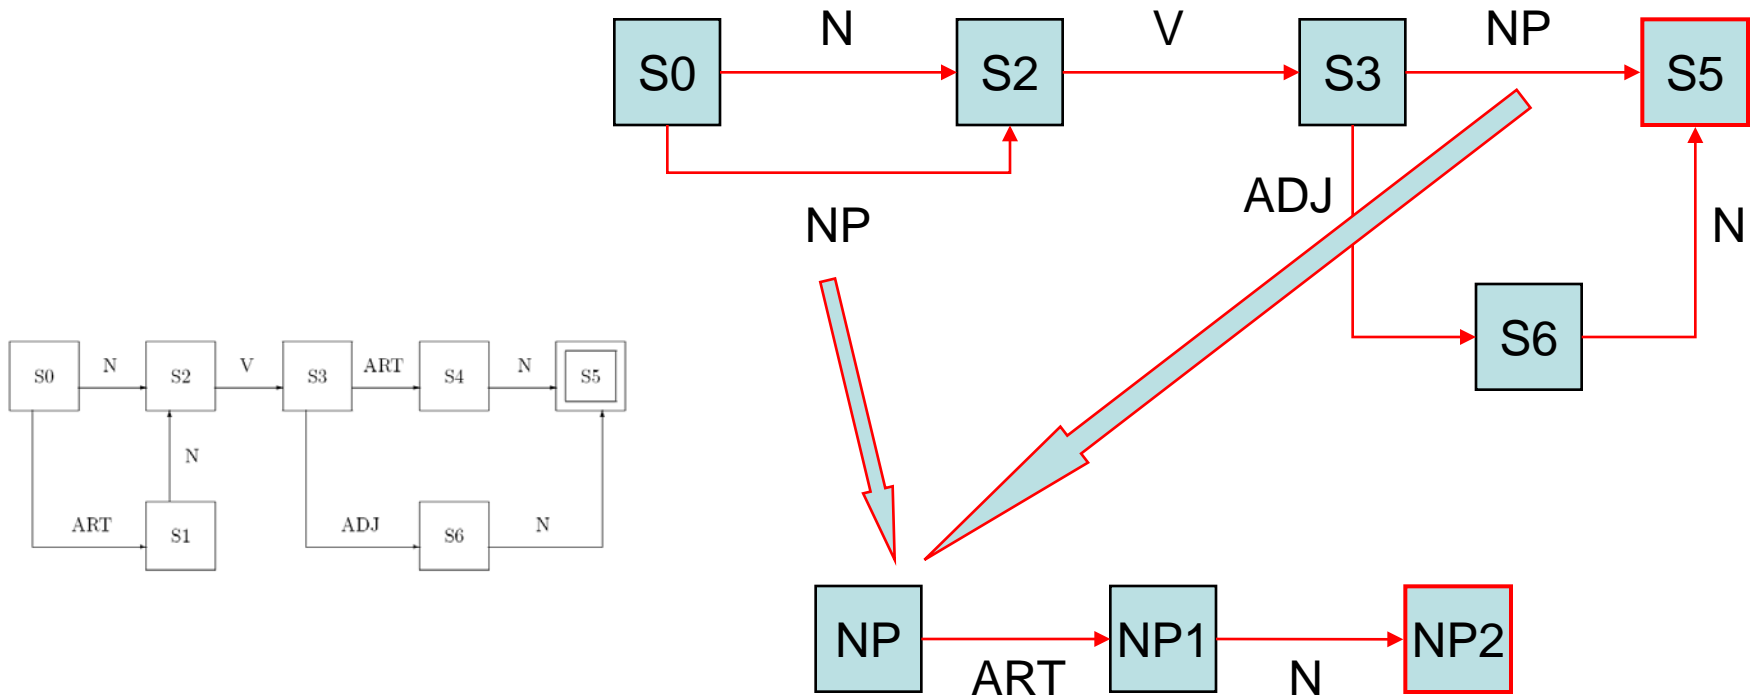 N V NP
S0 S2 S3 S5
ADJ N
NP
S6
N V ART N
S0 S2 S3 S4 S5
N
ART S1 ADJ S6 N
NP NP1 NP2
ART N